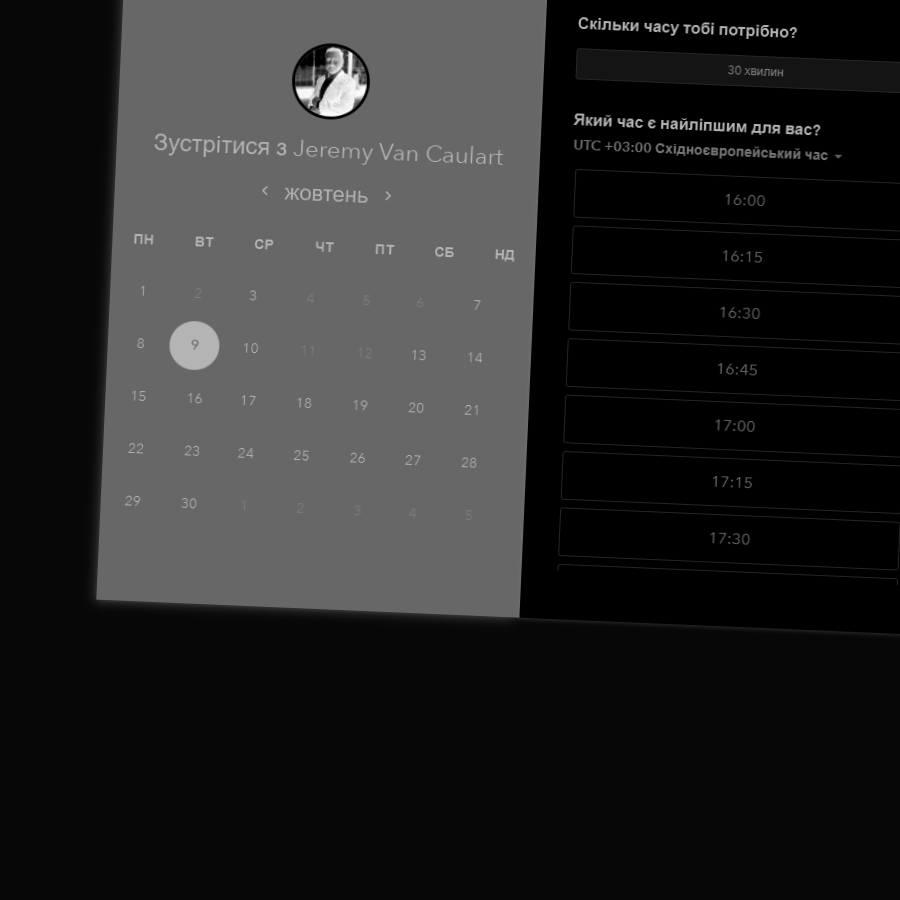 Зустрітися з Jeremy Van Caulart
жовтень
ПН ВТ СР ЧТ ПТ СБ НД
1 2 3 4 5 6 7
8 9 10 11 12 13 14
15 16 17 18 19 20 21
22 23 24 25 26 27 28
29 30 1 2 3 4 5
Скільки часу тобі потрібно?
30 хвилин
Який час є найліпшим для вас?
UTC +03:00 Східноєвропейський час
16:00
16:15
16:30
16:45
17:00
17:15
17:30